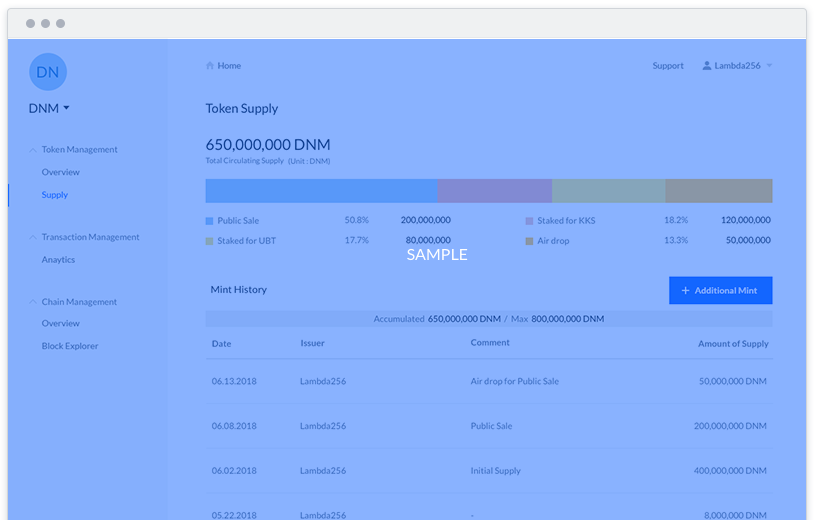 DN
DNM
Token Management
Overview
Supply
Transaction Management
Anaytics
Chain Management
Overview
Block Explorer
Home Support Lambda256
Token Supply
650,000,000 DNM
Total Circulating Supply (Unit : DNM)
Public Sale 50.8% 200,000,000 Staked for KKS 18.2% 120,000,000
Staked for UBT 17.7% 80,000,000 Air drop 13.3% 50,000,000
SAMPLE
Mint History + Additional Mint
Accumulated 650,000,000 DNM / Max 800,000,000 DNM
Date Issuer Comment Amount of Supply
06.13.2018 Lambda256 Air drop for Public Sale 50,000,000 DNM
06.08.2018 Lambda256 Public Sale 200,000,000 DNM
06.02.2018 Lambda256 Initial Supply 400,000,000 DNM
05.22.2018 Lambda256 - 8,000,000 DNM